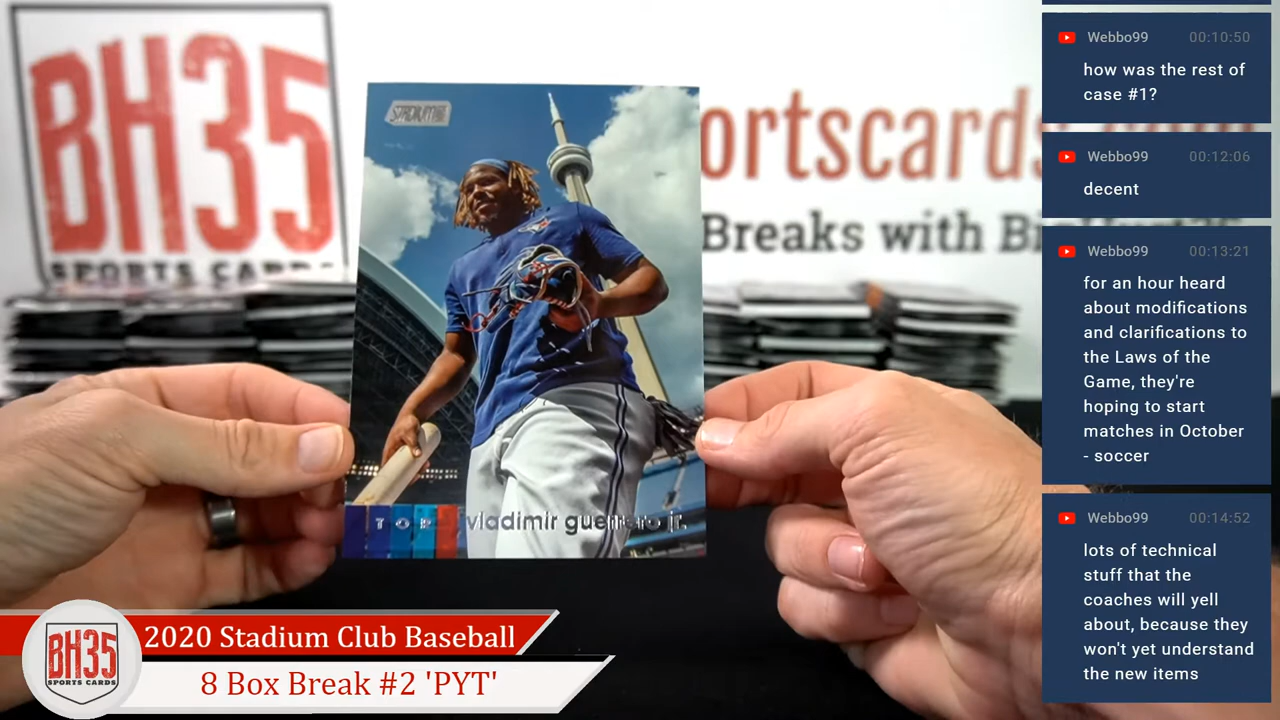 BH35
SPORTS CARDS
ortscards
Breaks with
STADIUM
TOR
vladimir guerrero jr.
Webbo99 00:10:50
how was the rest of
case #1?
Webbo99 00:12:06
decent
Webbo99 00:13:21
for an hour heard
about modifications
and clarifications to
the Laws of the
Game, they're
hoping to start
matches in October
- soccer
Webbo99 00:14:52
lots of technical
stuff that the
coaches will yell
about, because they
won't yet understand
the new items
BH35
SPORTS CARDS
2020 Stadium Club Baseball
8 Box Break #2 'PYT'